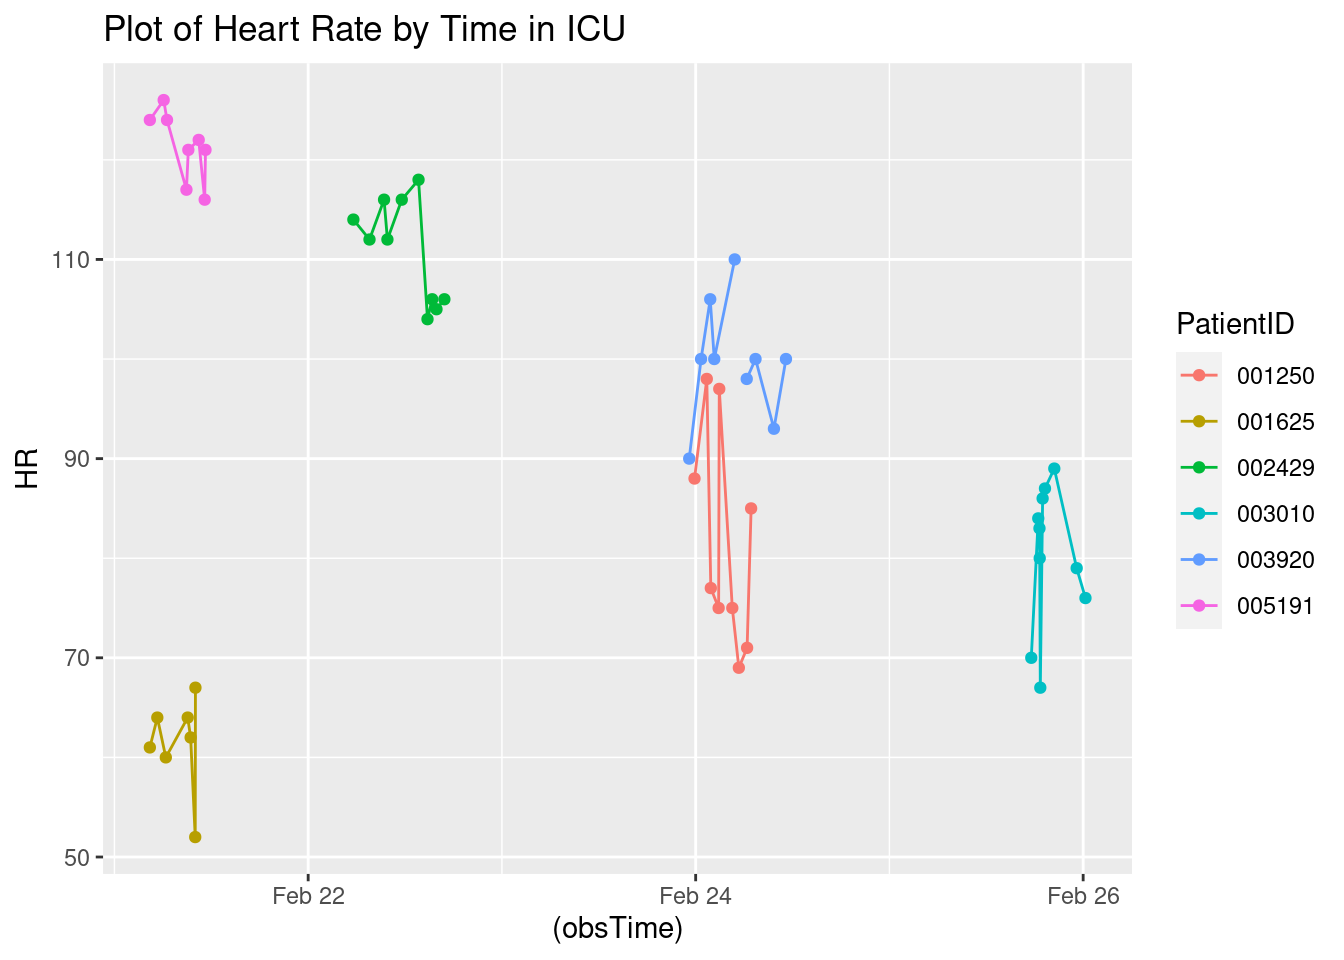 Plot of Heart Rate by Time in ICU
HR
110
90
70
50
Feb 22
Feb 24
Feb 26
(obsTime)
PatientID
001250
001625
002429
003010
003920
005191